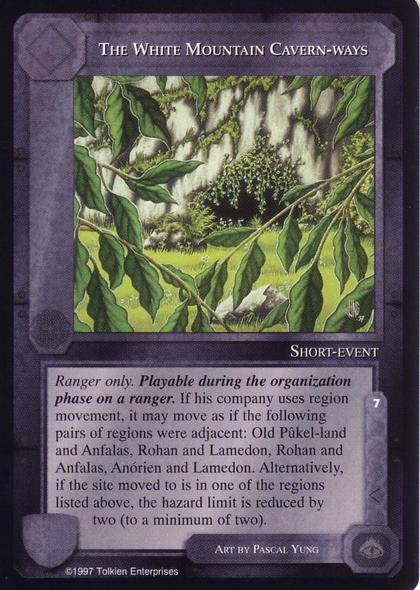 THE WHITE MOUNTAIN CAVERN-WAYS
YUNG
97
SHORT-EVENT
Ranger only. Playable during the organization
phase on a ranger. If his company uses region
movement, it may move as if the following
pairs of regions were adjacent: Old Pûkel-land
and Anfalas, Rohan and Lamedon, Rohan and
Anfalas, Anórien and Lamedon. Alternatively,
if the site moved to is in one of the regions
listed above, the hazard limit is reduced by
two (to a minimum of two).
7
ART BY PASCAL YUNG
©1997 Tolkien Enterprises